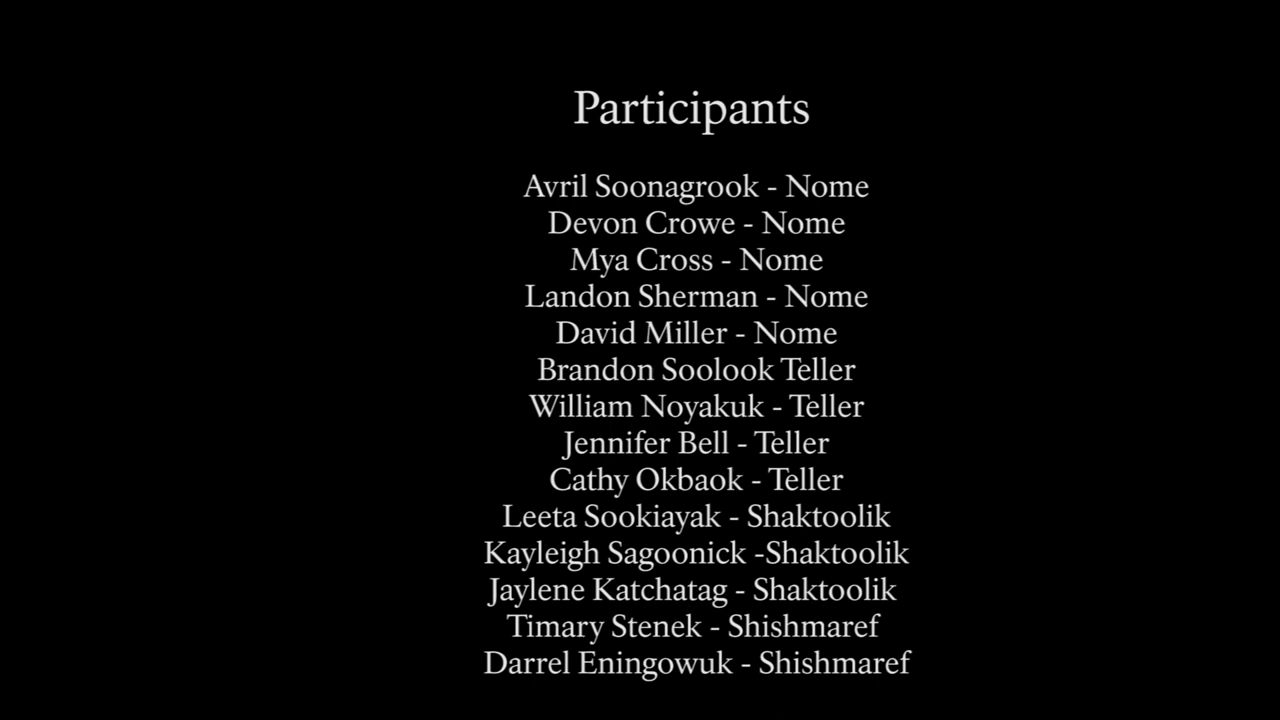 Participants
Avril Soonagrook - Nome
Devon Crowe - Nome
Mya Cross - Nome
Landon Sherman - Nome
David Miller - Nome
Brandon Soolook Teller
William Noyakuk - Teller
Jennifer Bell - Teller
Cathy Okbaok - Teller
Leeta Sookiayak - Shaktoolik
Kayleigh Sagoonick -Shaktoolik
Jaylene Katchatag - Shaktoolik
Timary Stenek - Shishmaref
Darrel Eningowuk - Shishmaref